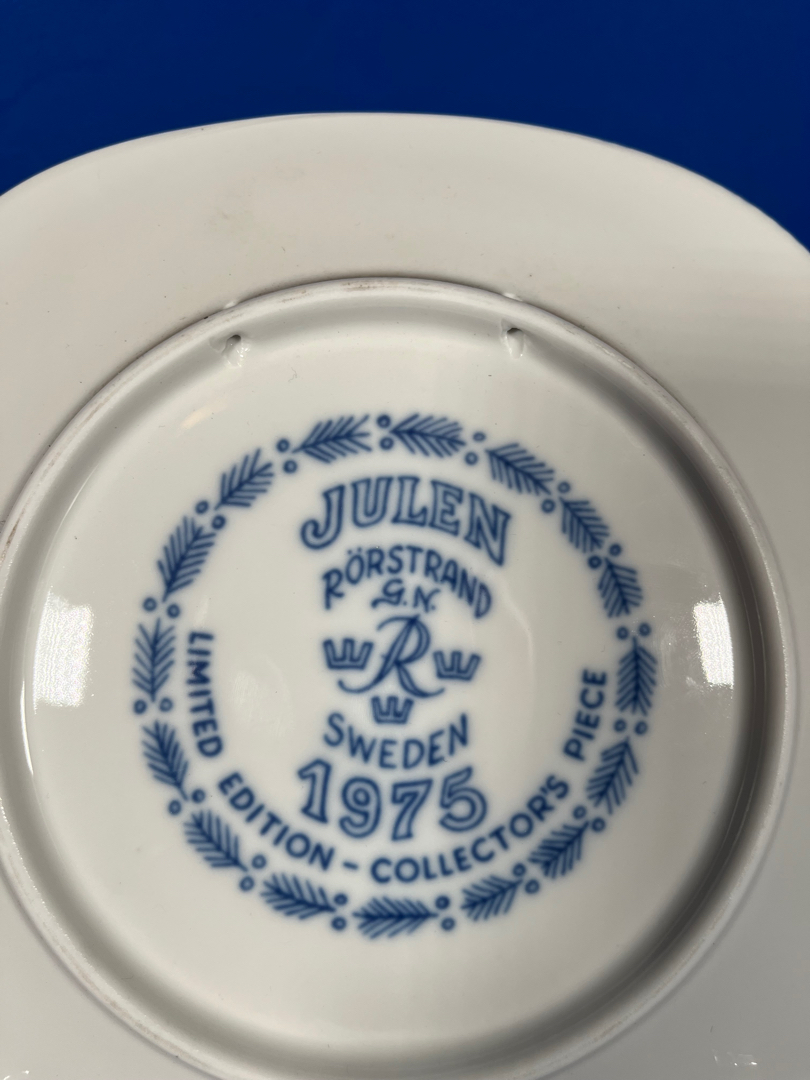 JULEN
RÖRSTRAND
G.N.
R
SWEDEN
1975
LIMITED EDITION - COLLECTOR'S PIECE